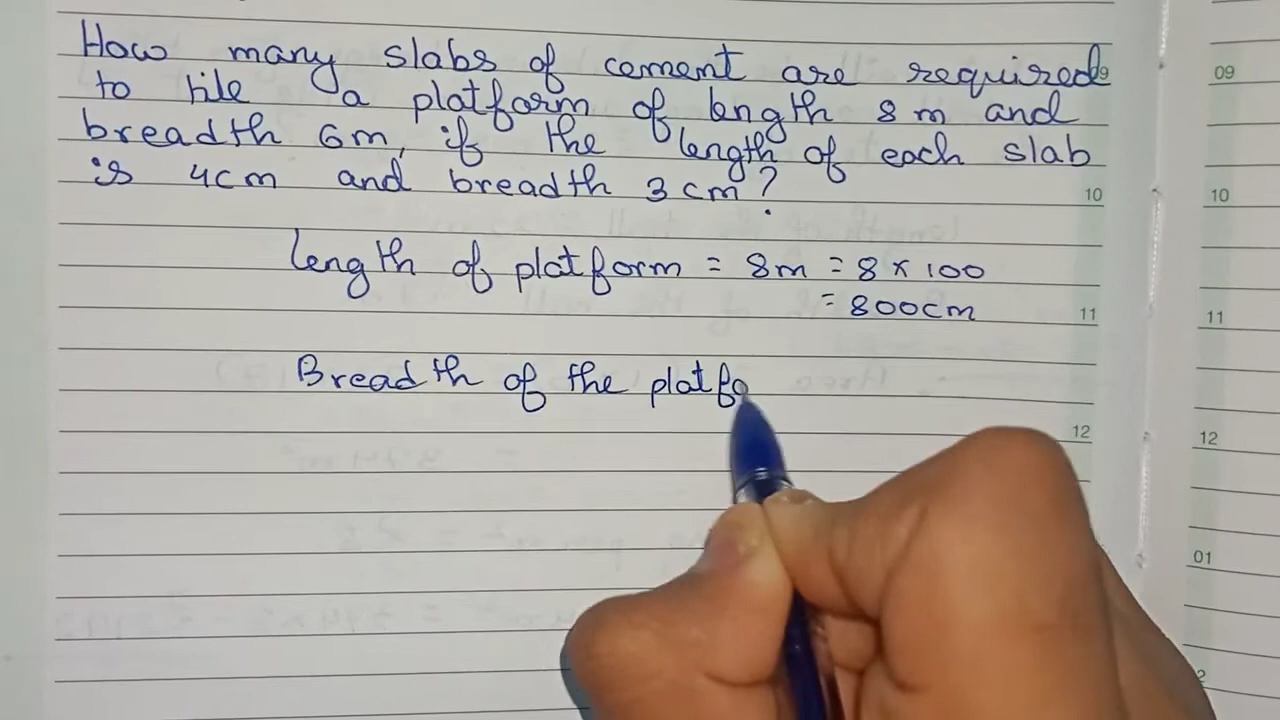 How many slabs of cement are required
to tile a platform of length 8 m and
breadth 6m, if the length of each slab
is 4cm and breadth 3 cm?
length of platform = 8m = 8 x 100
= 800cm
Breadth of the platfo
09
10
11
12
01
09
10
11
12